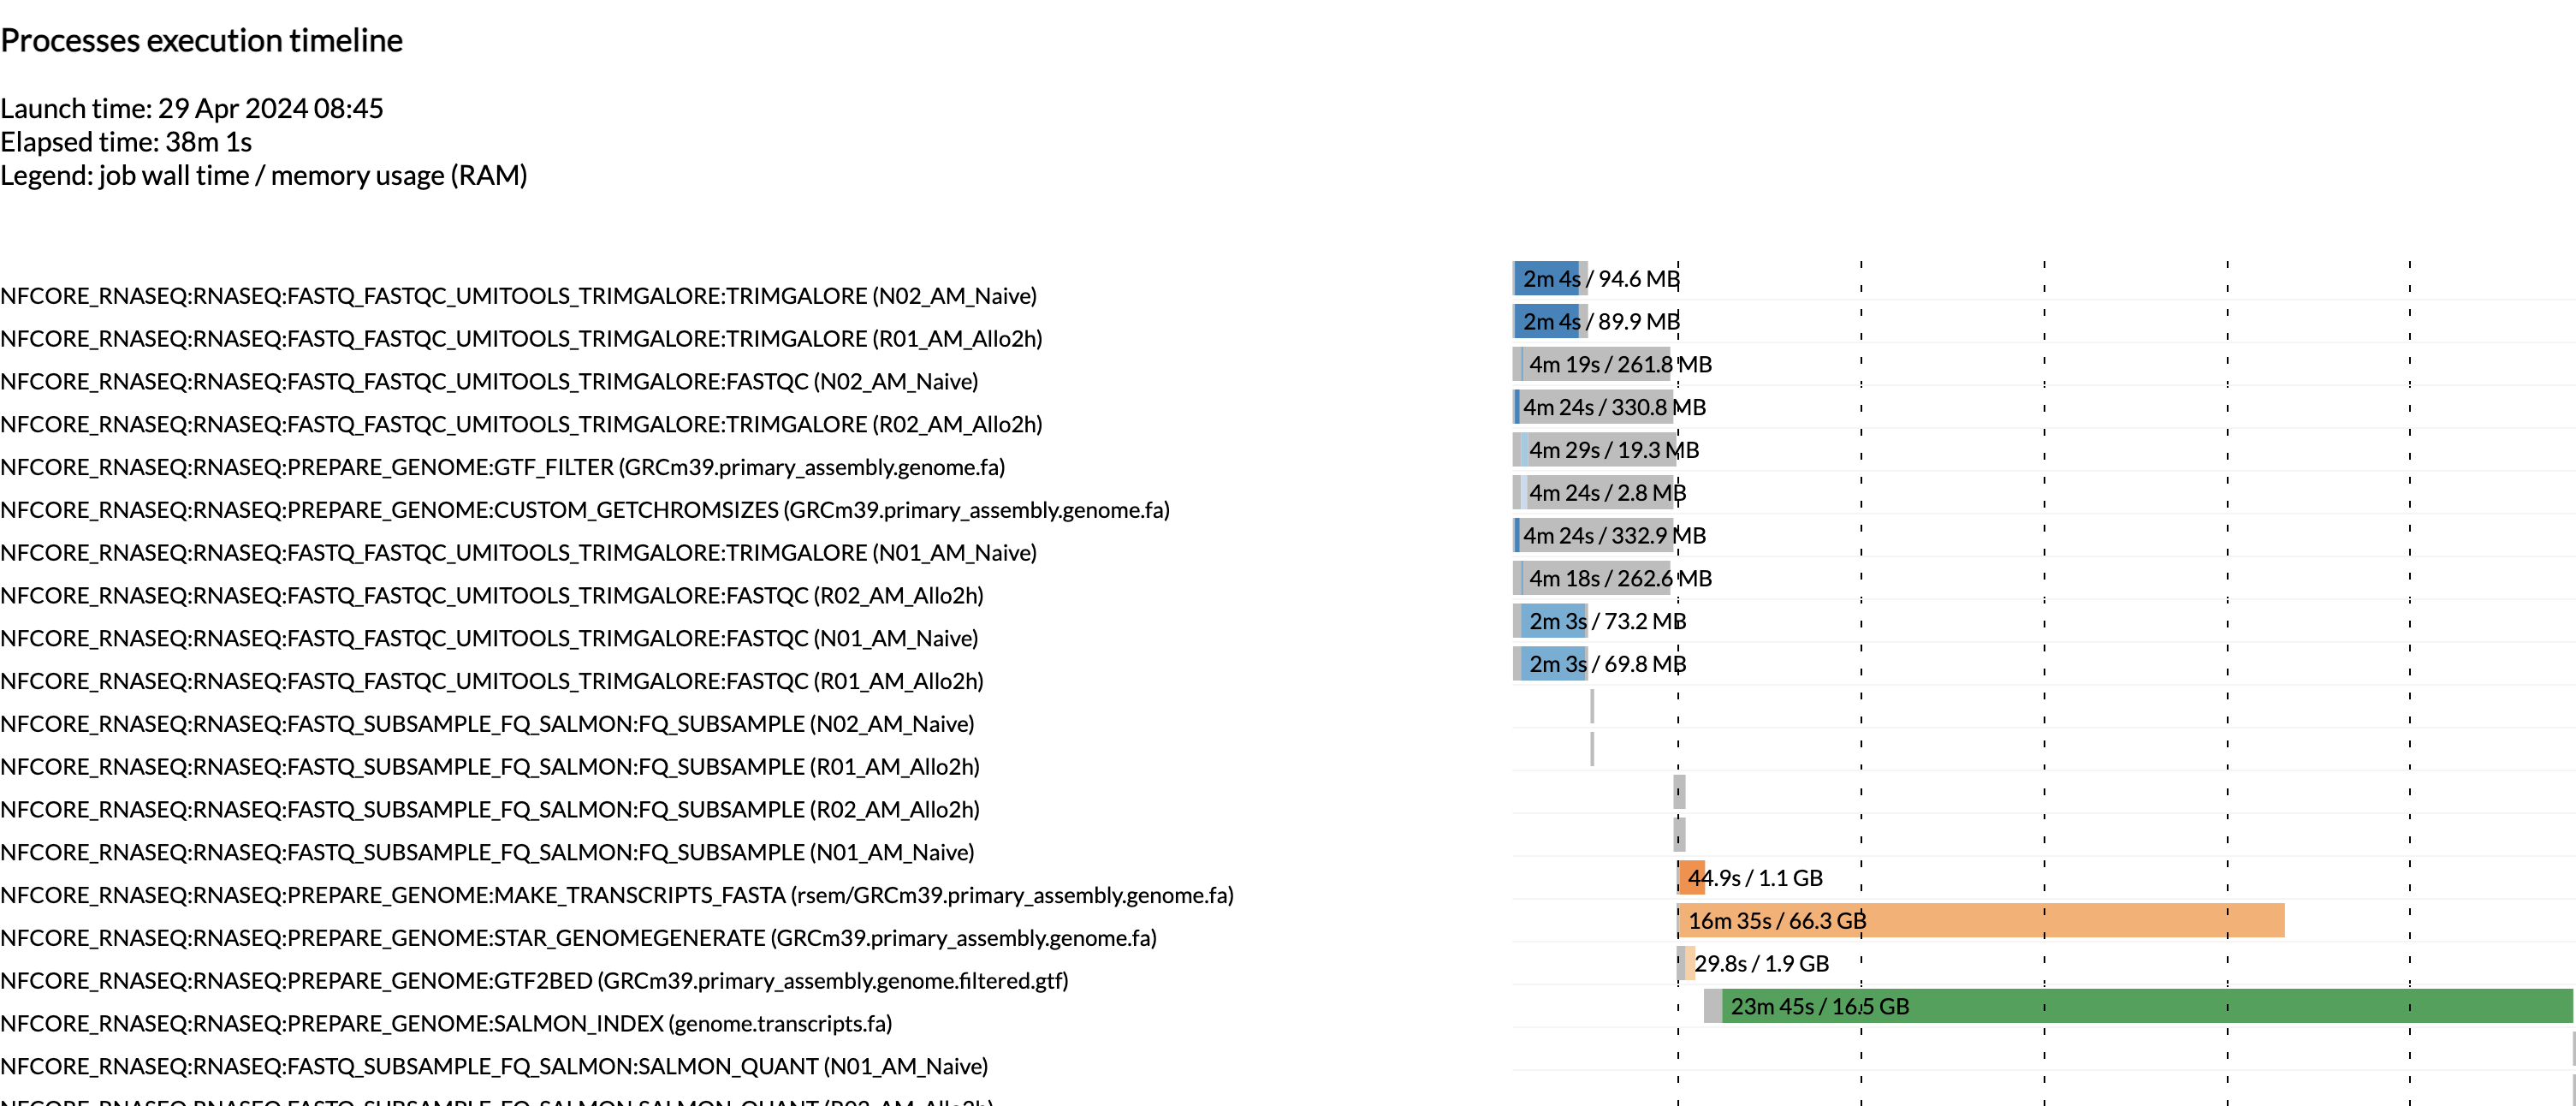 Processes execution timeline
Launch time: 29 Apr 2024 08:45
Elapsed time: 38m 1s
Legend: job wall time / memory usage (RAM)
2m 4s / 94.6 MB
NFCORE_RNASEQ:RNASEQ:FASTQ_FASTQC_UMITOOLS_TRIMGALORE:TRIMGALORE (N02_AM_Naive)
2m 4s / 89.9 MB
NFCORE_RNASEQ:RNASEQ:FASTQ_FASTQC_UMITOOLS_TRIMGALORE:TRIMGALORE (R01_AM_Allo2h)
4m 19s / 261.8 MB
NFCORE_RNASEQ:RNASEQ:FASTQ_FASTQC_UMITOOLS_TRIMGALORE:FASTQC (N02_AM_Naive)
4m 24s / 330.8 MB
NFCORE_RNASEQ:RNASEQ:FASTQ_FASTQC_UMITOOLS_TRIMGALORE:TRIMGALORE (R02_AM_Allo2h)
4m 29s / 19.3 MB
NFCORE_RNASEQ:RNASEQ:PREPARE_GENOME:GTF_FILTER (GRCm39.primary_assembly.genome.fa)
4m 24s / 2.8 MB
NFCORE_RNASEQ:RNASEQ:PREPARE_GENOME:CUSTOM_GETCHROMSIZES (GRCm39.primary_assembly.genome.fa)
4m 24s / 332.9 MB
NFCORE_RNASEQ:RNASEQ:FASTQ_FASTQC_UMITOOLS_TRIMGALORE:TRIMGALORE (N01_AM_Naive)
4m 18s / 262.6 MB
NFCORE_RNASEQ:RNASEQ:FASTQ_FASTQC_UMITOOLS_TRIMGALORE:FASTQC (R02_AM_Allo2h)
2m 3s / 73.2 MB
NFCORE_RNASEQ:RNASEQ:FASTQ_FASTQC_UMITOOLS_TRIMGALORE:FASTQC (N01_AM_Naive)
2m 3s / 69.8 MB
NFCORE_RNASEQ:RNASEQ:FASTQ_FASTQC_UMITOOLS_TRIMGALORE:FASTQC (R01_AM_Allo2h)
NFCORE_RNASEQ:RNASEQ:FASTQ_SUBSAMPLE_FQ_SALMON:FQ_SUBSAMPLE (N02_AM_Naive)
NFCORE_RNASEQ:RNASEQ:FASTQ_SUBSAMPLE_FQ_SALMON:FQ_SUBSAMPLE (R01_AM_Allo2h)
NFCORE_RNASEQ:RNASEQ:FASTQ_SUBSAMPLE_FQ_SALMON:FQ_SUBSAMPLE (R02_AM_Allo2h)
NFCORE_RNASEQ:RNASEQ:FASTQ_SUBSAMPLE_FQ_SALMON:FQ_SUBSAMPLE (N01_AM_Naive)
44.9s / 1.1 GB
NFCORE_RNASEQ:RNASEQ:PREPARE_GENOME:MAKE_TRANSCRIPTS_FASTA (rsem/GRCm39.primary_assembly.genome.fa)
16m 35s / 66.3 GB
NFCORE_RNASEQ:RNASEQ:PREPARE_GENOME:STAR_GENOMEGENERATE (GRCm39.primary_assembly.genome.fa)
29.8s / 1.9 GB
NFCORE_RNASEQ:RNASEQ:PREPARE_GENOME:GTF2BED (GRCm39.primary_assembly.genome.filtered.gtf)
23m 45s / 16.5 GB
NFCORE_RNASEQ:RNASEQ:PREPARE_GENOME:SALMON_INDEX (genome.transcripts.fa)
NFCORE_RNASEQ:RNASEQ:FASTQ_SUBSAMPLE_FQ_SALMON:SALMON_QUANT (N01_AM_Naive)